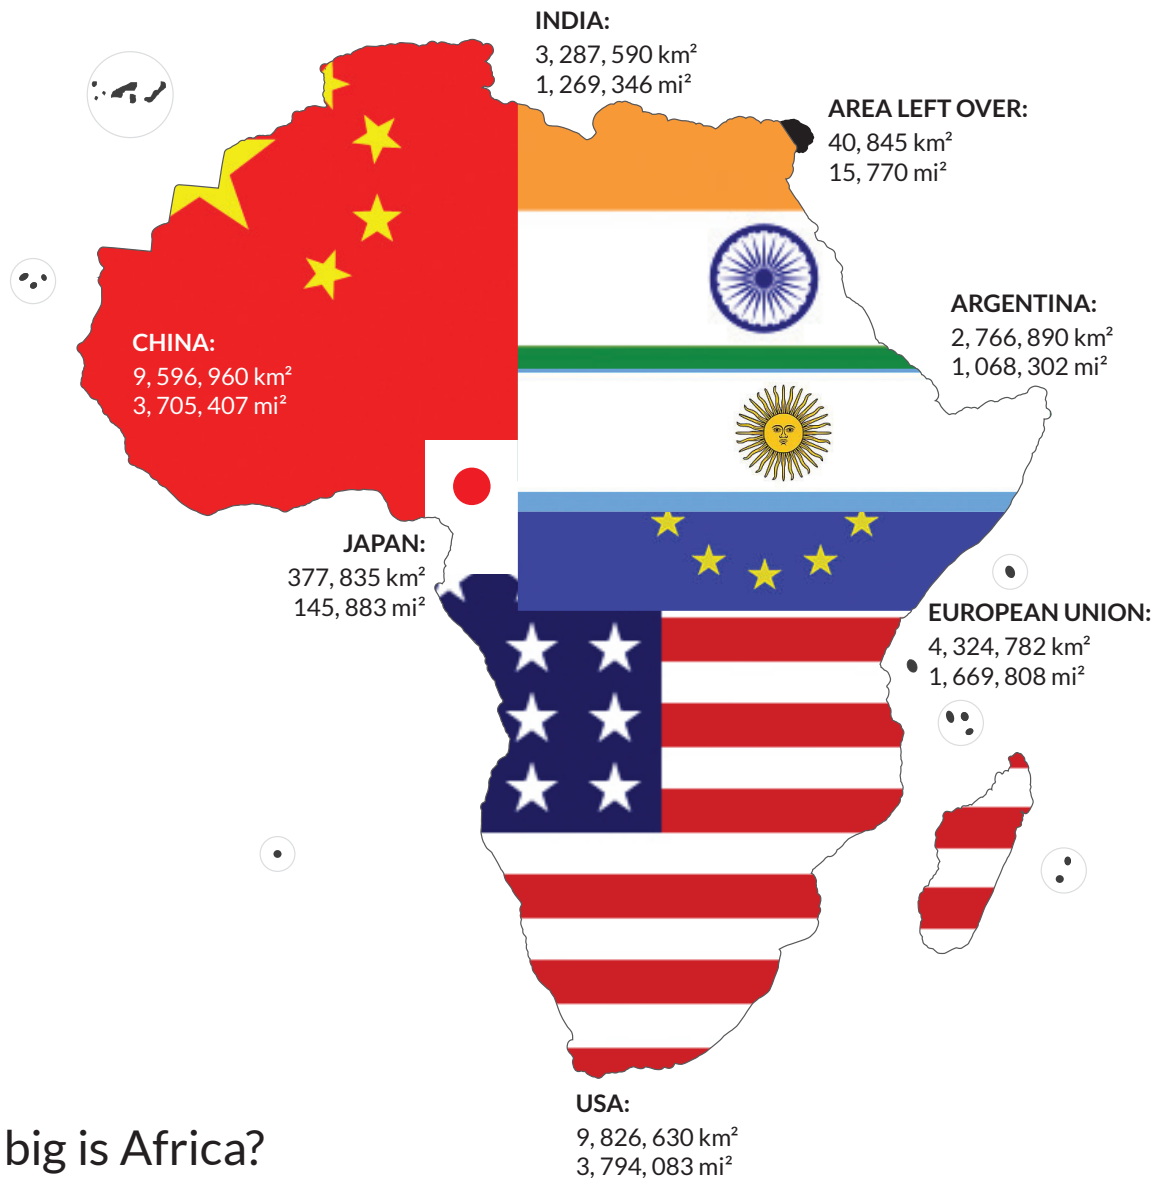 INDIA:
3, 287, 590 km²
1, 269, 346 mi²
AREA LEFT OVER:
40, 845 km²
15, 770 mi²
ARGENTINA:
2, 766, 890 km²
1, 068, 302 mi²
CHINA:
9, 596, 960 km²
3, 705, 407 mi²
JAPAN:
377, 835 km²
145, 883 mi²
EUROPEAN UNION:
4, 324, 782 km²
1, 669, 808 mi²
USA:
9, 826, 630 km²
3, 794, 083 mi²
big is Africa?